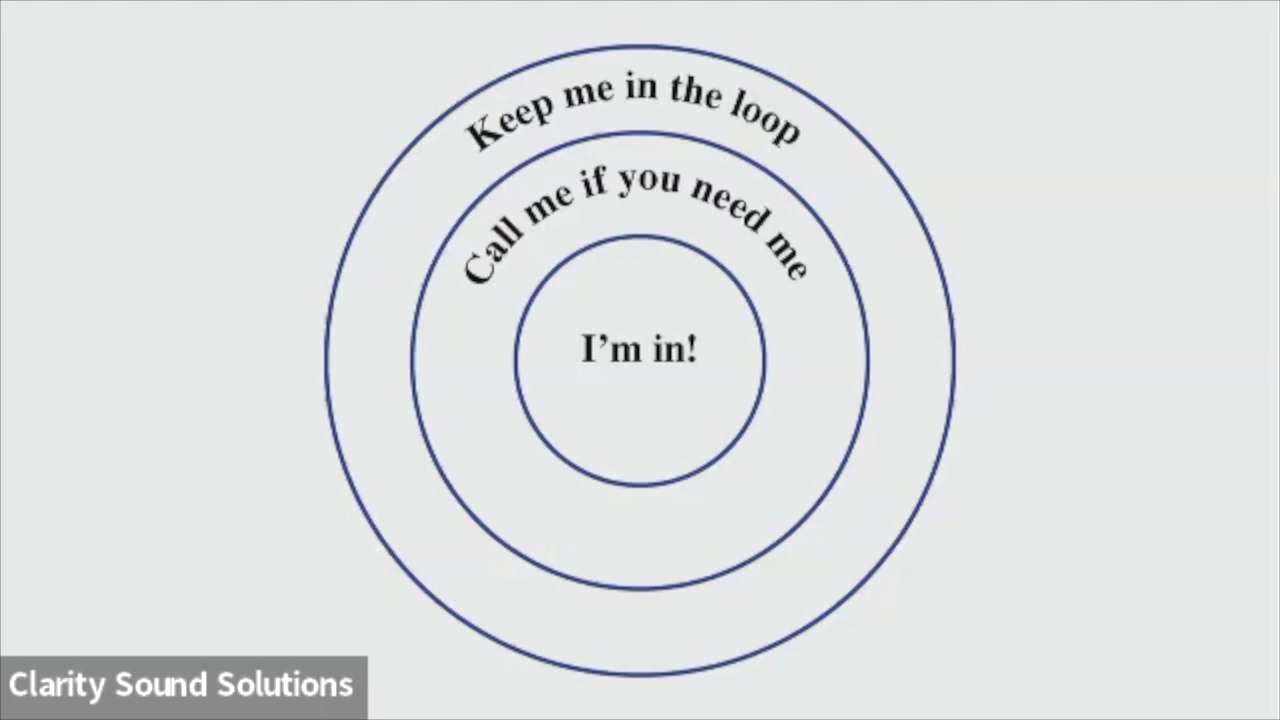 Keep me in the loop
Call me if you need me
I'm in!
Clarity Sound Solutions